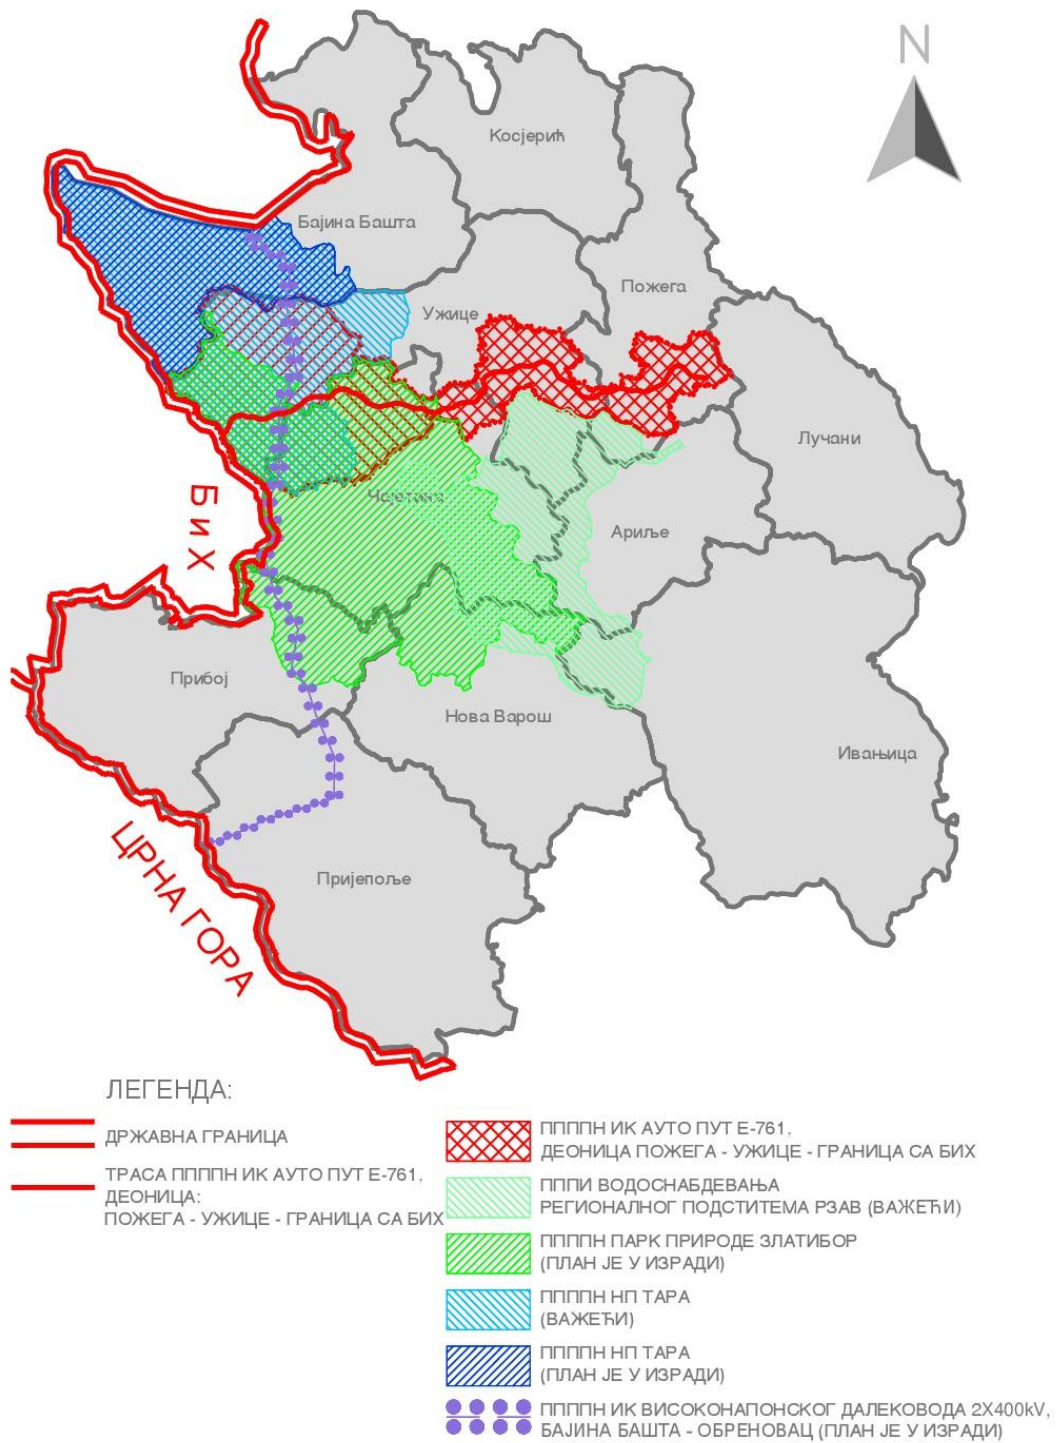 N
Косјерић
Бајина Башта
Ужице
Пожега
Лучани
Чајетина
Ариље
БиХ
Прибој
Нова Варош
Ивањица
ЦРНА ГОРА
Пријепоље
ЛЕГЕНДА:
ДРЖАВНА ГРАНИЦА
ТРАСА ПППППН ИК АУТО ПУТ Е-761,
ДЕОНИЦА:
ПОЖЕГА - УЖИЦЕ - ГРАНИЦА СА БИХ
ПППППН ИК АУТО ПУТ Е-761,
ДЕОНИЦА ПОЖЕГА - УЖИЦЕ - ГРАНИЦА СА БИХ
ПППИ ВОДОСНАБДЕВАЊА
РЕГИОНАЛНОГ ПОДСТИТЕМА РЗАВ (ВАЖЕЋИ)
ПППППН ПАРК ПРИРОДЕ ЗЛАТИБОР
(ПЛАН ЈЕ У ИЗРАДИ)
ПППППН НП ТАРА
(ВАЖЕЋИ)
ПППППН НП ТАРА
(ПЛАН ЈЕ У ИЗРАДИ)
ПППППН ИК ВИСОКОНАПОНСКОГ ДАЛЕКОВОДА 2X400kV,
БАЈИНА БАШТА - ОБРЕНОВАЦ (ПЛАН ЈЕ У ИЗРАДИ)